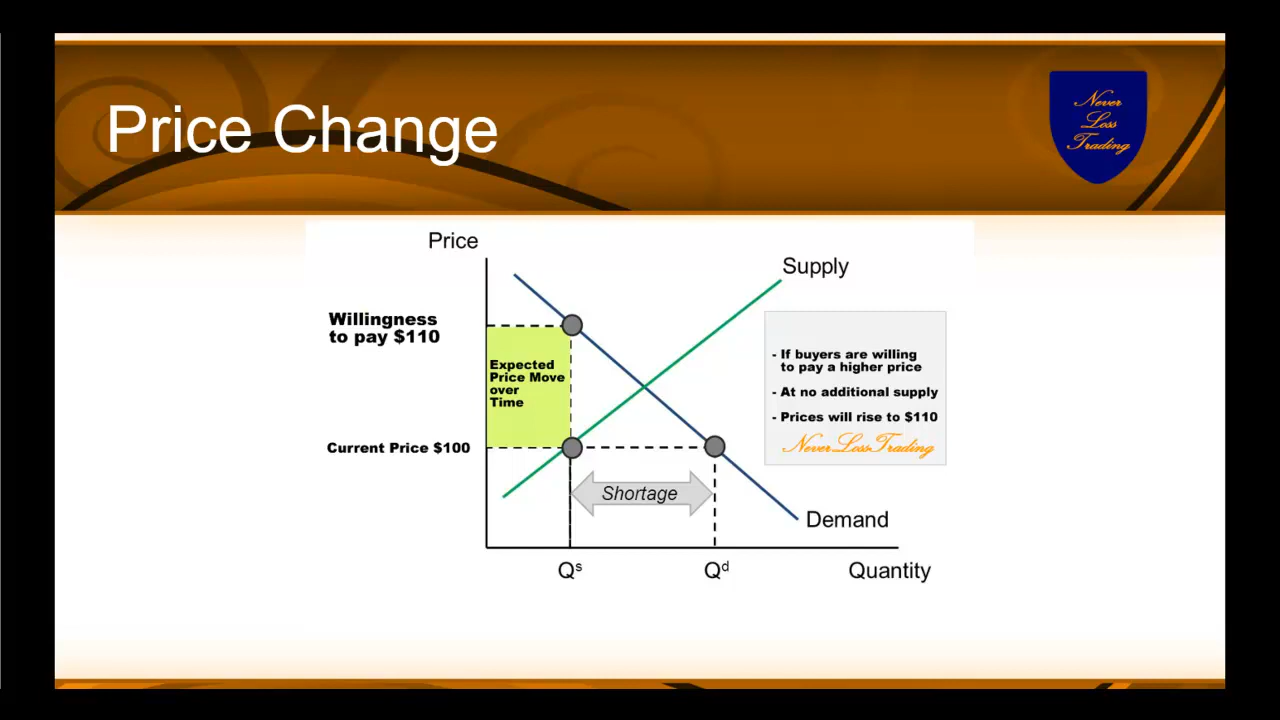 Price Change
Never
Loss
Trading
Price
Supply
Willingness
to pay $110
Expected
Price Move
over
Time
- If buyers are willing
to pay a higher price
- At no additional supply
- Prices will rise to $110
NeverLossTrading
Current Price $100
Shortage
Demand
Qs
Qd
Quantity